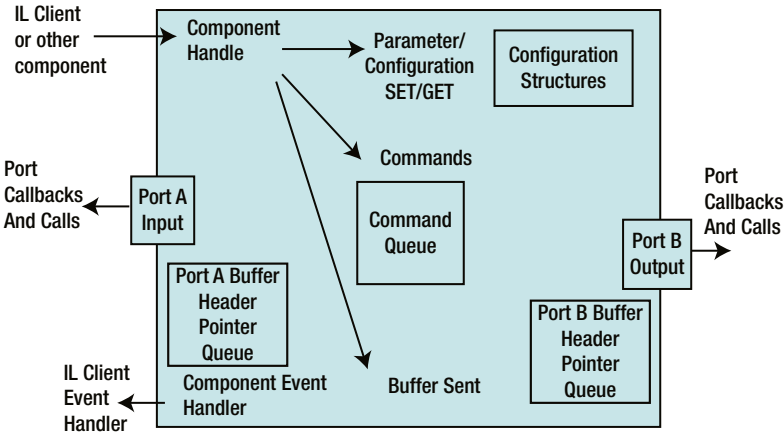 IL Client
or other
component
Component
Handle
Parameter/
Configuration
SET/GET
Configuration
Structures
Commands
Command
Queue
Port
Callbacks
And Calls
Port A
Input
Port
Callbacks
And Calls
Port B
Output
Port A Buffer
Header
Pointer
Queue
Port B Buffer
Header
Pointer
Queue
IL Client
Event
Handler
Component Event
Handler
Buffer Sent